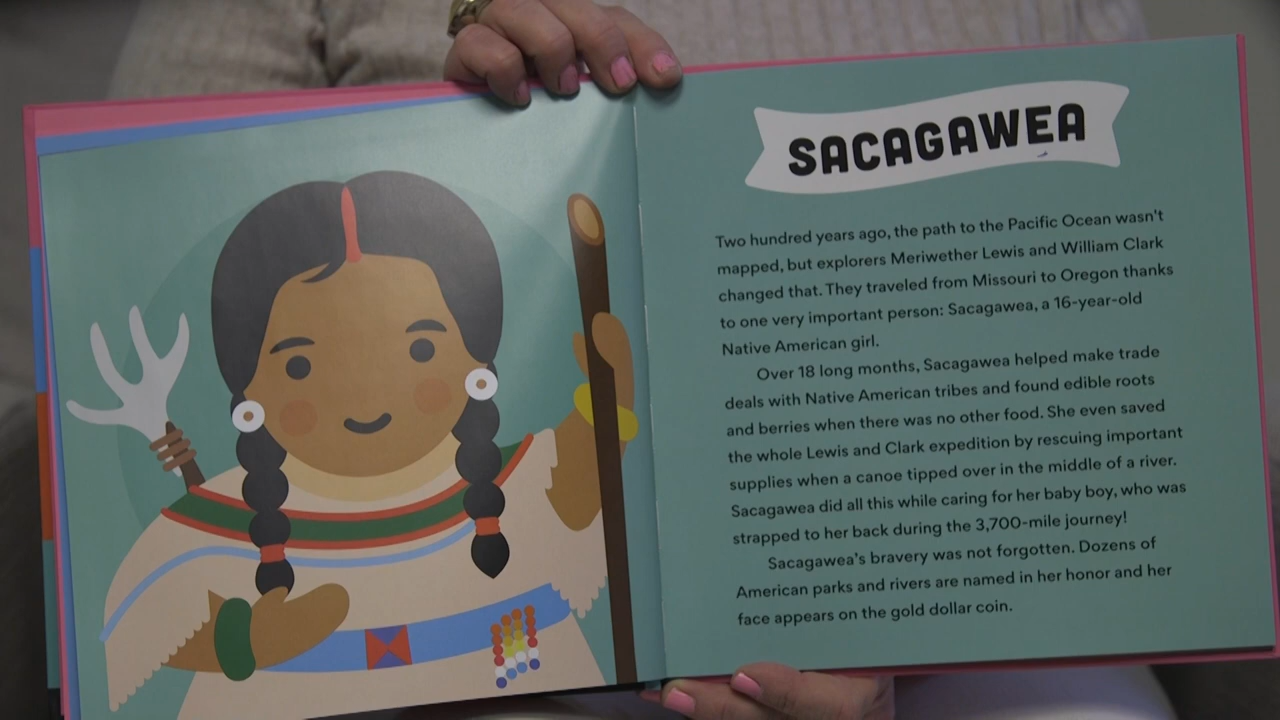 SACAGAWEA
Two hundred years ago, the path to the Pacific Ocean wasn't
mapped, but explorers Meriwether Lewis and William Clark
changed that. They traveled from Missouri to Oregon thanks
to one very important person: Sacagawea, a 16-year-old
Native American girl.
Over 18 long months, Sacagawea helped make trade
deals with Native American tribes and found edible roots
and berries when there was no other food. She even saved
the whole Lewis and Clark expedition by rescuing important
supplies when a canoe tipped over in the middle of a river.
Sacagawea did all this while caring for her baby boy, who was
strapped to her back during the 3,700-mile journey!
Sacagawea's bravery was not forgotten. Dozens of
American parks and rivers are named in her honor and her
face appears on the gold dollar coin.